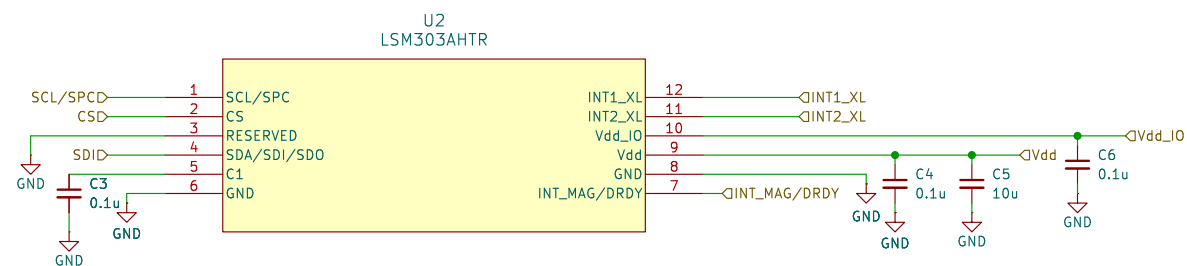 U2
LSM303AHTR
SCL/SPC 1 SCL/SPC INT1_XL 12 INT1_XL
CS 2 CS INT2_XL 11 INT2_XL
3 RESERVED Vdd_IO 10 Vdd_IO
SDI 4 SDA/SDI/SDO Vdd 9 Vdd
GND
5 C1 GND 8
C3 0.1u
6 GND INT_MAG/DRDY 7 INT_MAG/DRDY
C4 0.1u
C5 10u
C6 0.1u
GND
GND
GND
GND
GND
GND
GND